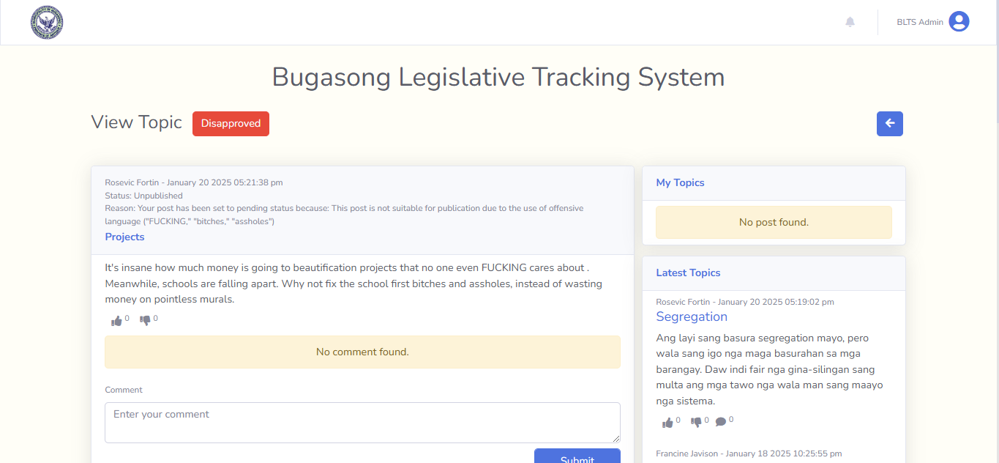 BLTS Admin
Bugasong Legislative Tracking System
View Topic
Disapproved
Rosevic Fortin - January 20 2025 05:21:38 pm
Status: Unpublished
Reason: Your post has been set to pending status because: This post is not suitable for publication due to the use of offensive
language ("FUCKING," "bitches," "assholes")
Projects
It's insane how much money is going to beautification projects that no one even FUCKING cares about .
Meanwhile, schools are falling apart. Why not fix the school first bitches and assholes, instead of wasting
money on pointless murals.
0 0
No comment found.
Comment
Enter your comment
Submit
My Topics
No post found.
Latest Topics
Rosevic Fortin - January 20 2025 05:19:02 pm
Segregation
Ang layi sang basura segregation mayo, pero
wala sang igo nga maga basurahan sa mga
barangay. Daw indi fair nga gina-silingan sang
multa ang mga tawo nga wala man sang maayo
nga sistema.
0 0 0
Francine Javison - January 18 2025 10:25:55 pm